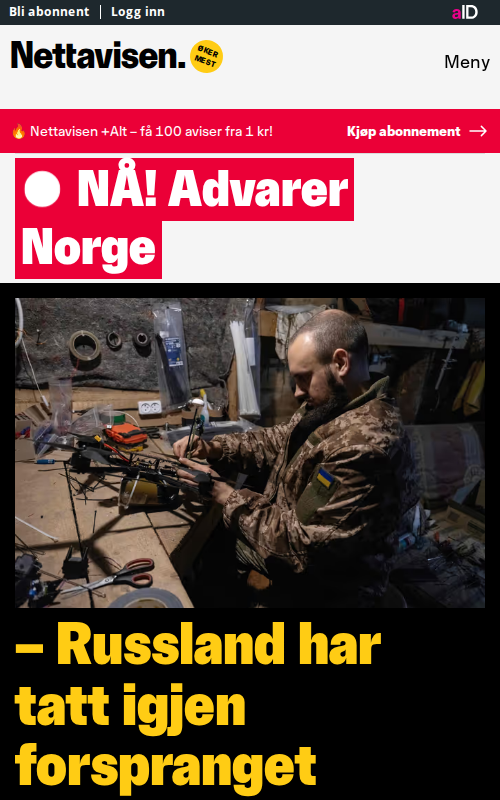 Bli abonnent | Logg inn
aID
Nettavisen.
ØKER
MEST
Meny
Nettavisen +Alt – få 100 aviser fra 1 kr!
Kjøp abonnement
NÅ! Advarer
Norge
– Russland har
tatt igjen
forspranget